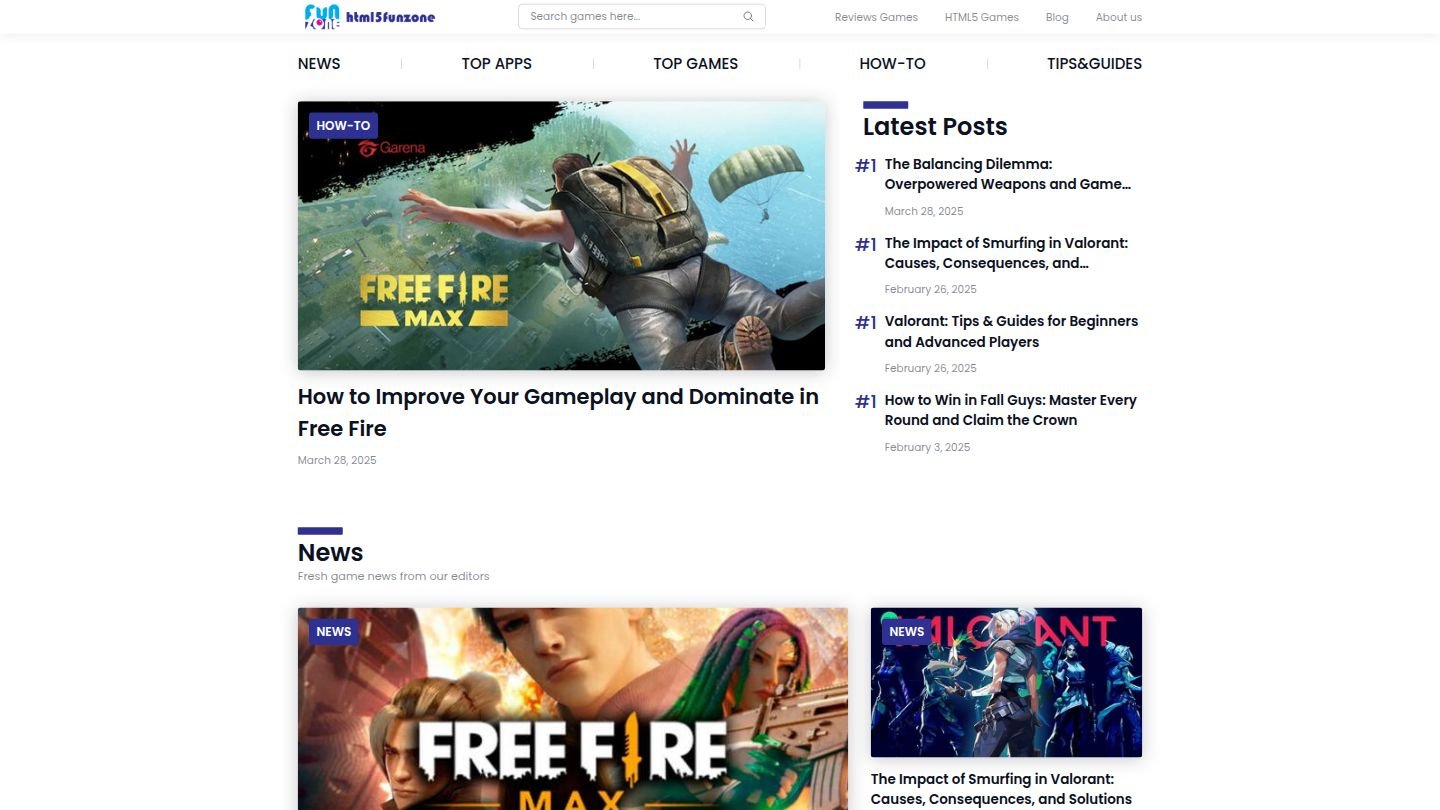 FUN
ZONE
html5funzone
Search games here...
Reviews Games
HTML5 Games
Blog
About us
NEWS
TOP APPS
TOP GAMES
HOW-TO
TIPS&GUIDES
HOW-TO
Garena
FREE FIRE
MAX
How to Improve Your Gameplay and Dominate in
Free Fire
March 28, 2025
Latest Posts
#1
The Balancing Dilemma:
Overpowered Weapons and Game…
March 28, 2025
#1
The Impact of Smurfing in Valorant:
Causes, Consequences, and…
February 26, 2025
#1
Valorant: Tips & Guides for Beginners
and Advanced Players
February 26, 2025
#1
How to Win in Fall Guys: Master Every
Round and Claim the Crown
February 3, 2025
News
Fresh game news from our editors
NEWS
FREE FIRE
MAX
NEWS
VALORANT
The Impact of Smurfing in Valorant:
Causes, Consequences, and Solutions